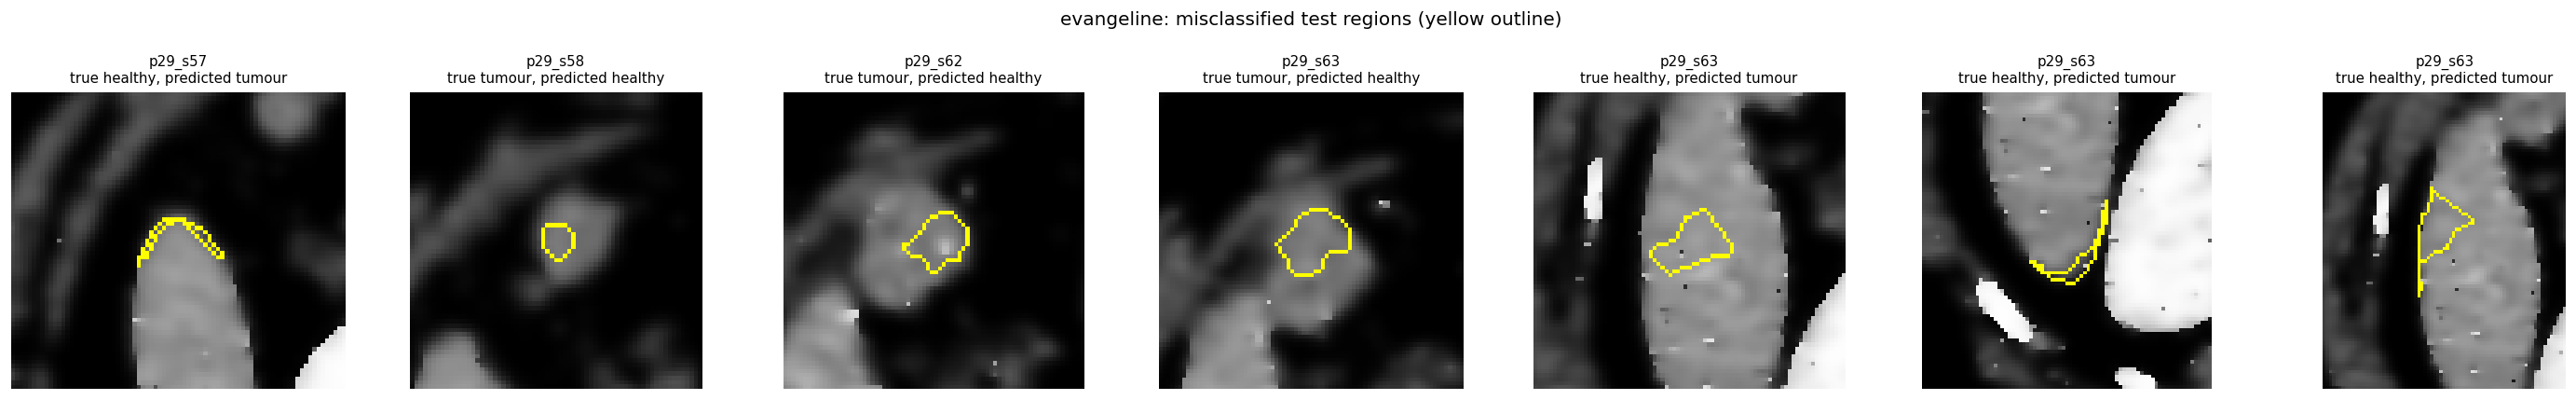 evangeline: misclassified test regions (yellow outline)
p29_s57
true healthy, predicted tumour
p29_s58
true tumour, predicted healthy
p29_s62
true tumour, predicted healthy
p29_s63
true tumour, predicted healthy
p29_s63
true healthy, predicted tumour
p29_s63
true healthy, predicted tumour
p29_s63
true healthy, predicted tumour